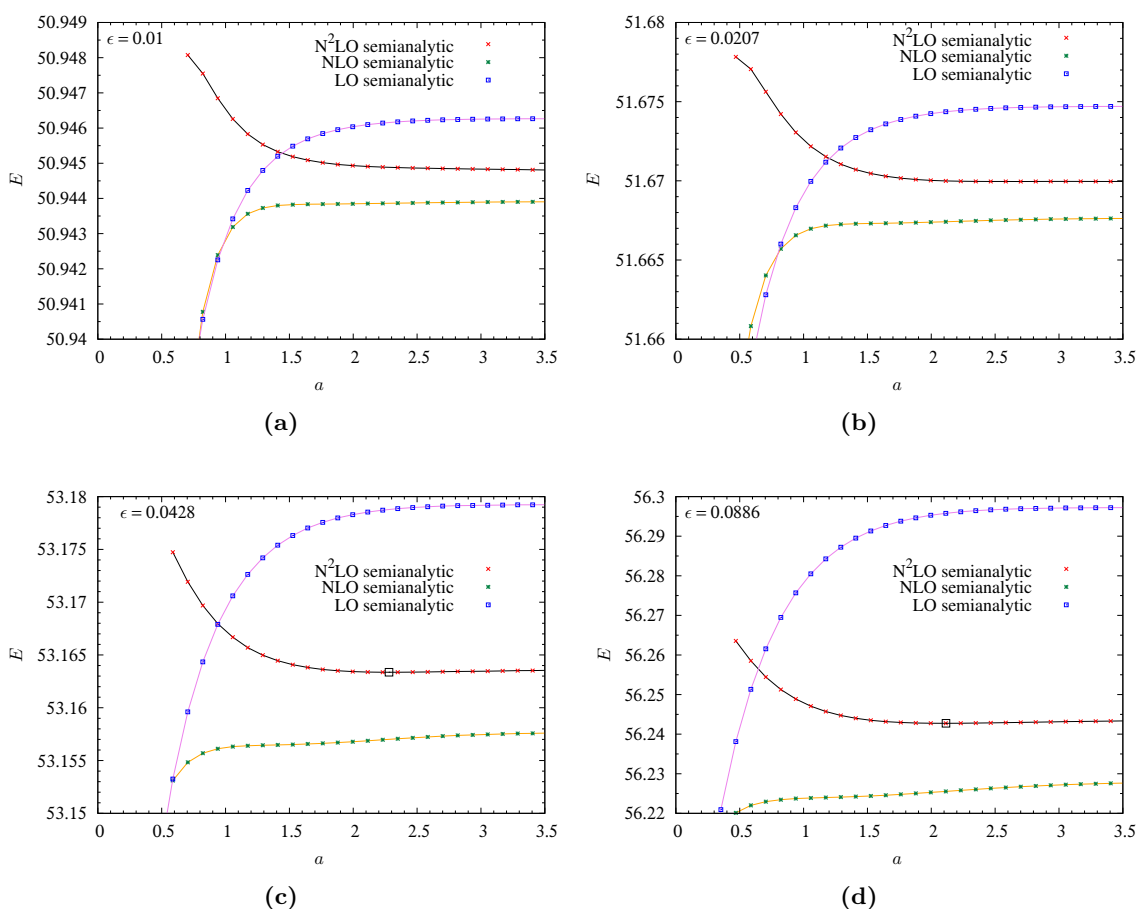 50.949
50.948
50.947
50.946
50.945
50.944
50.943
50.942
50.941
50.94
E
ϵ = 0.01
N²LO semianalytic
NLO semianalytic
LO semianalytic
0 0.5 1 1.5 2 2.5 3 3.5
a
(a)
51.68
51.675
51.67
51.665
51.66
E
ϵ = 0.0207
N²LO semianalytic
NLO semianalytic
LO semianalytic
0 0.5 1 1.5 2 2.5 3 3.5
a
(b)
53.18
53.175
53.17
53.165
53.16
53.155
53.15
E
ϵ = 0.0428
N²LO semianalytic
NLO semianalytic
LO semianalytic
0 0.5 1 1.5 2 2.5 3 3.5
a
(c)
56.3
56.29
56.28
56.27
56.26
56.25
56.24
56.23
56.22
E
ϵ = 0.0886
N²LO semianalytic
NLO semianalytic
LO semianalytic
0 0.5 1 1.5 2 2.5 3 3.5
a
(d)